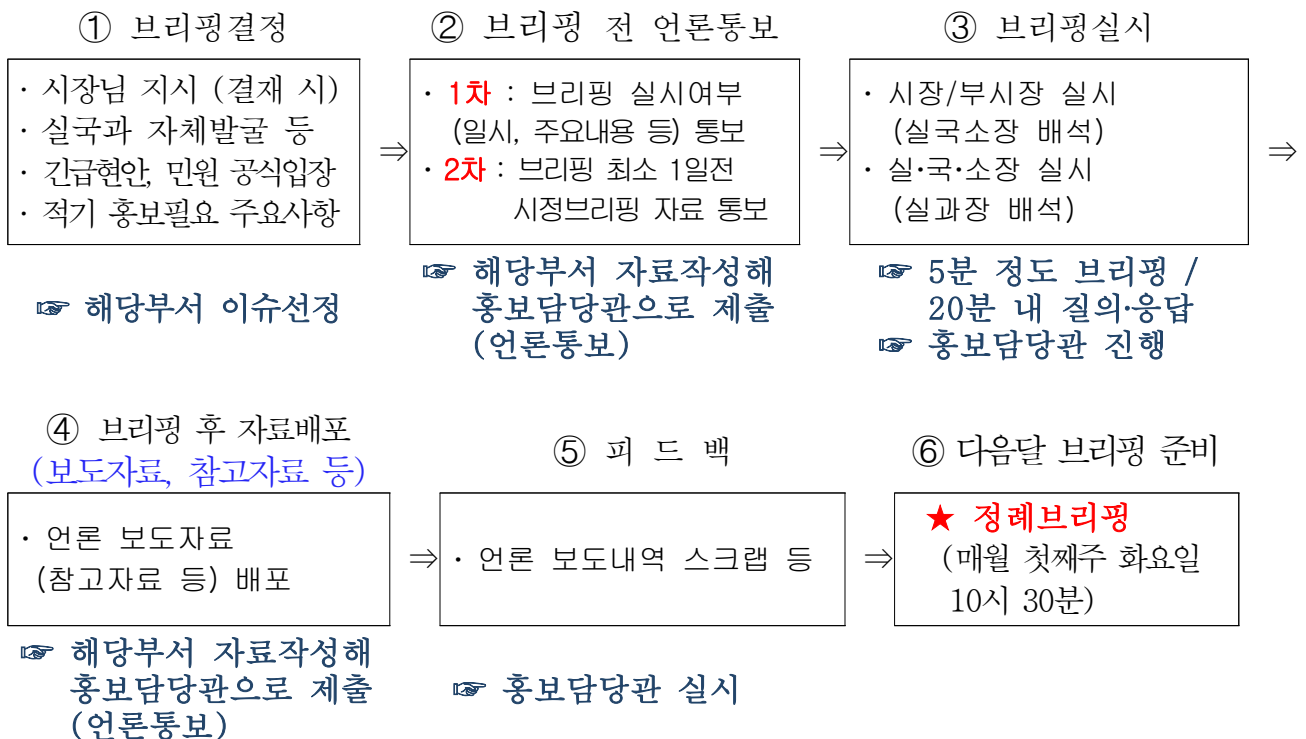 ① 브리핑결정
· 시장님 지시 (결재 시)
· 실국과 자체발굴 등
· 긴급현안, 민원 공식입장
· 적기 홍보필요 주요사항
☞ 해당부서 이슈선정
⇒
② 브리핑 전 언론통보
· 1차 : 브리핑 실시여부
(일시, 주요내용 등) 통보
· 2차 : 브리핑 최소 1일전
시정브리핑 자료 통보
☞ 해당부서 자료작성해
홍보담당관으로 제출
(언론통보)
⇒
③ 브리핑실시
· 시장/부시장 실시
(실국소장 배석)
· 실·국·소장 실시
(실과장 배석)
☞ 5분 정도 브리핑 /
20분 내 질의·응답
☞ 홍보담당관 진행
⇒
④ 브리핑 후 자료배포
(보도자료, 참고자료 등)
· 언론 보도자료
(참고자료 등) 배포
☞ 해당부서 자료작성해
홍보담당관으로 제출
(언론통보)
⇒
⑤ 피 드 백
· 언론 보도내역 스크랩 등
☞ 홍보담당관 실시
⇒
⑥ 다음달 브리핑 준비
★ 정례브리핑
(매월 첫째주 화요일
10시 30분)